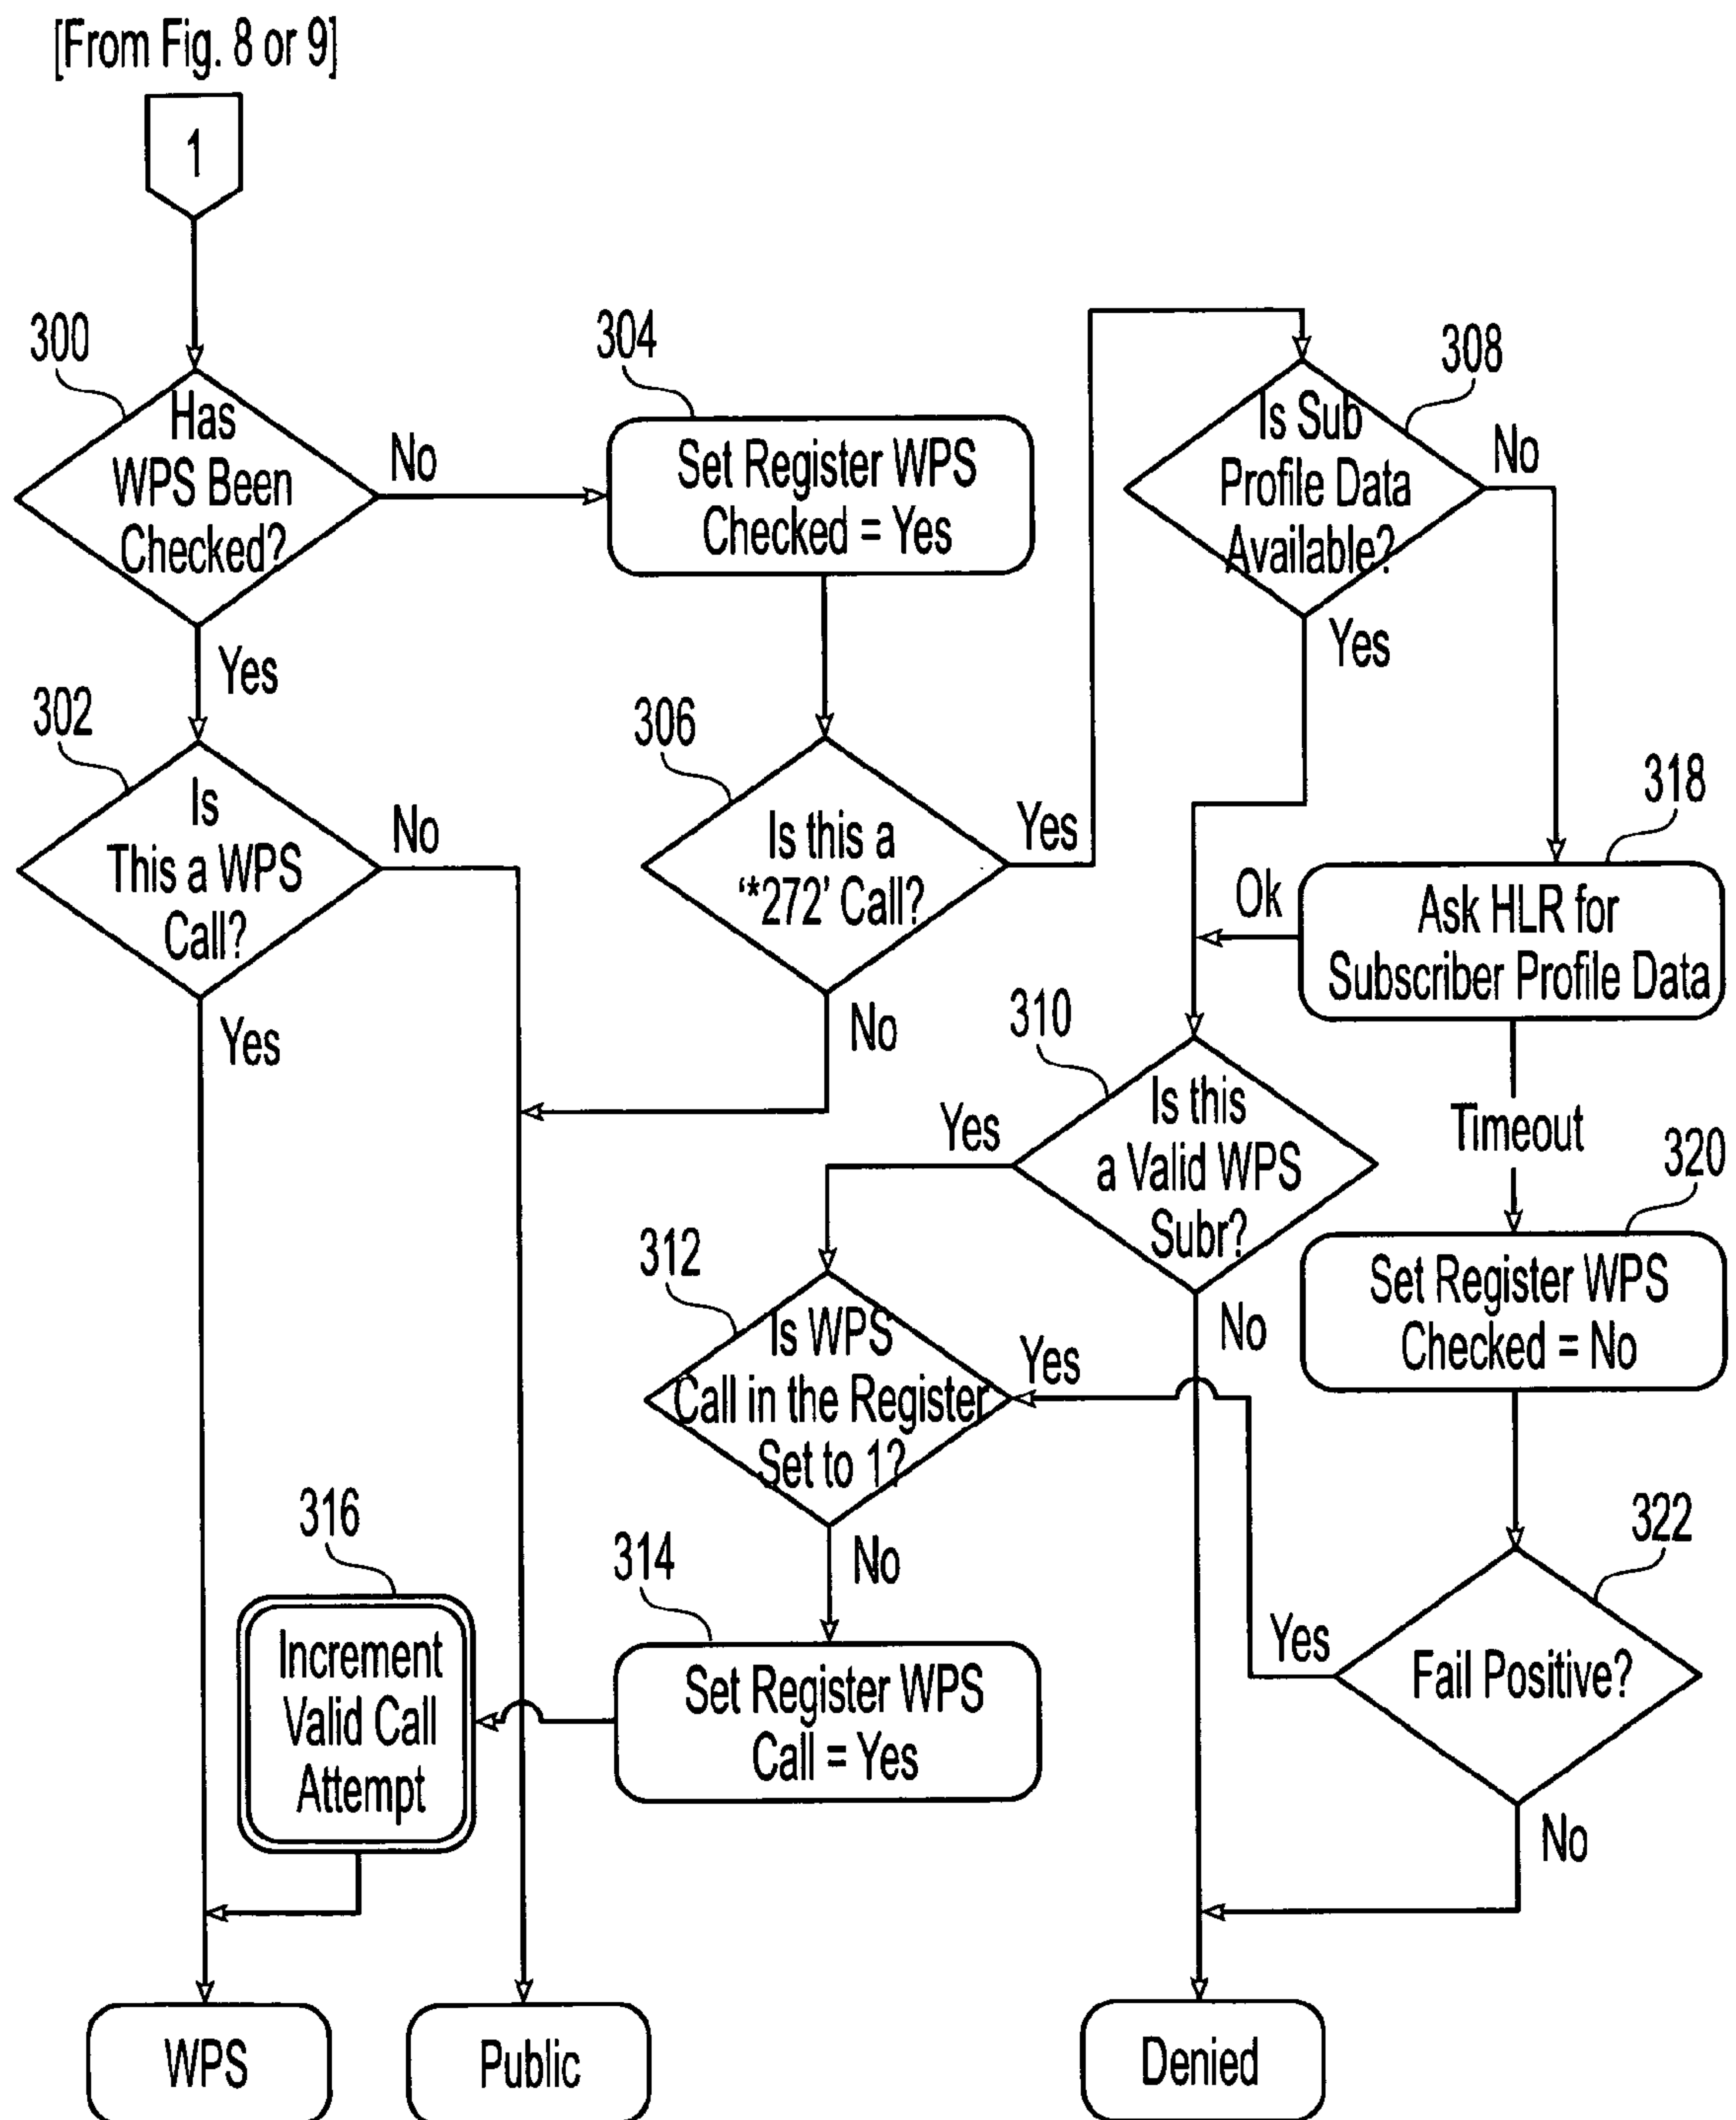 [From Fig. 8 or 9]
1
300
Has
WPS Been
Checked?
No
Yes
304
Set Register WPS
Checked = Yes
308
Is Sub
Profile Data
Available?
No
Yes
302
Is
This a WPS
Call?
No
Yes
306
Is this a
‘*272’ Call?
Yes
No
318
Ask HLR for
Subscriber Profile Data
Ok
Timeout
310
Is this
a Valid WPS
Subr?
Yes
No
320
Set Register WPS
Checked = No
312
Is WPS
Call in the Register
Set to 1?
Yes
No
322
Fail Positive?
Yes
No
314
Set Register WPS
Call = Yes
316
Increment
Valid Call
Attempt
WPS
Public
Denied